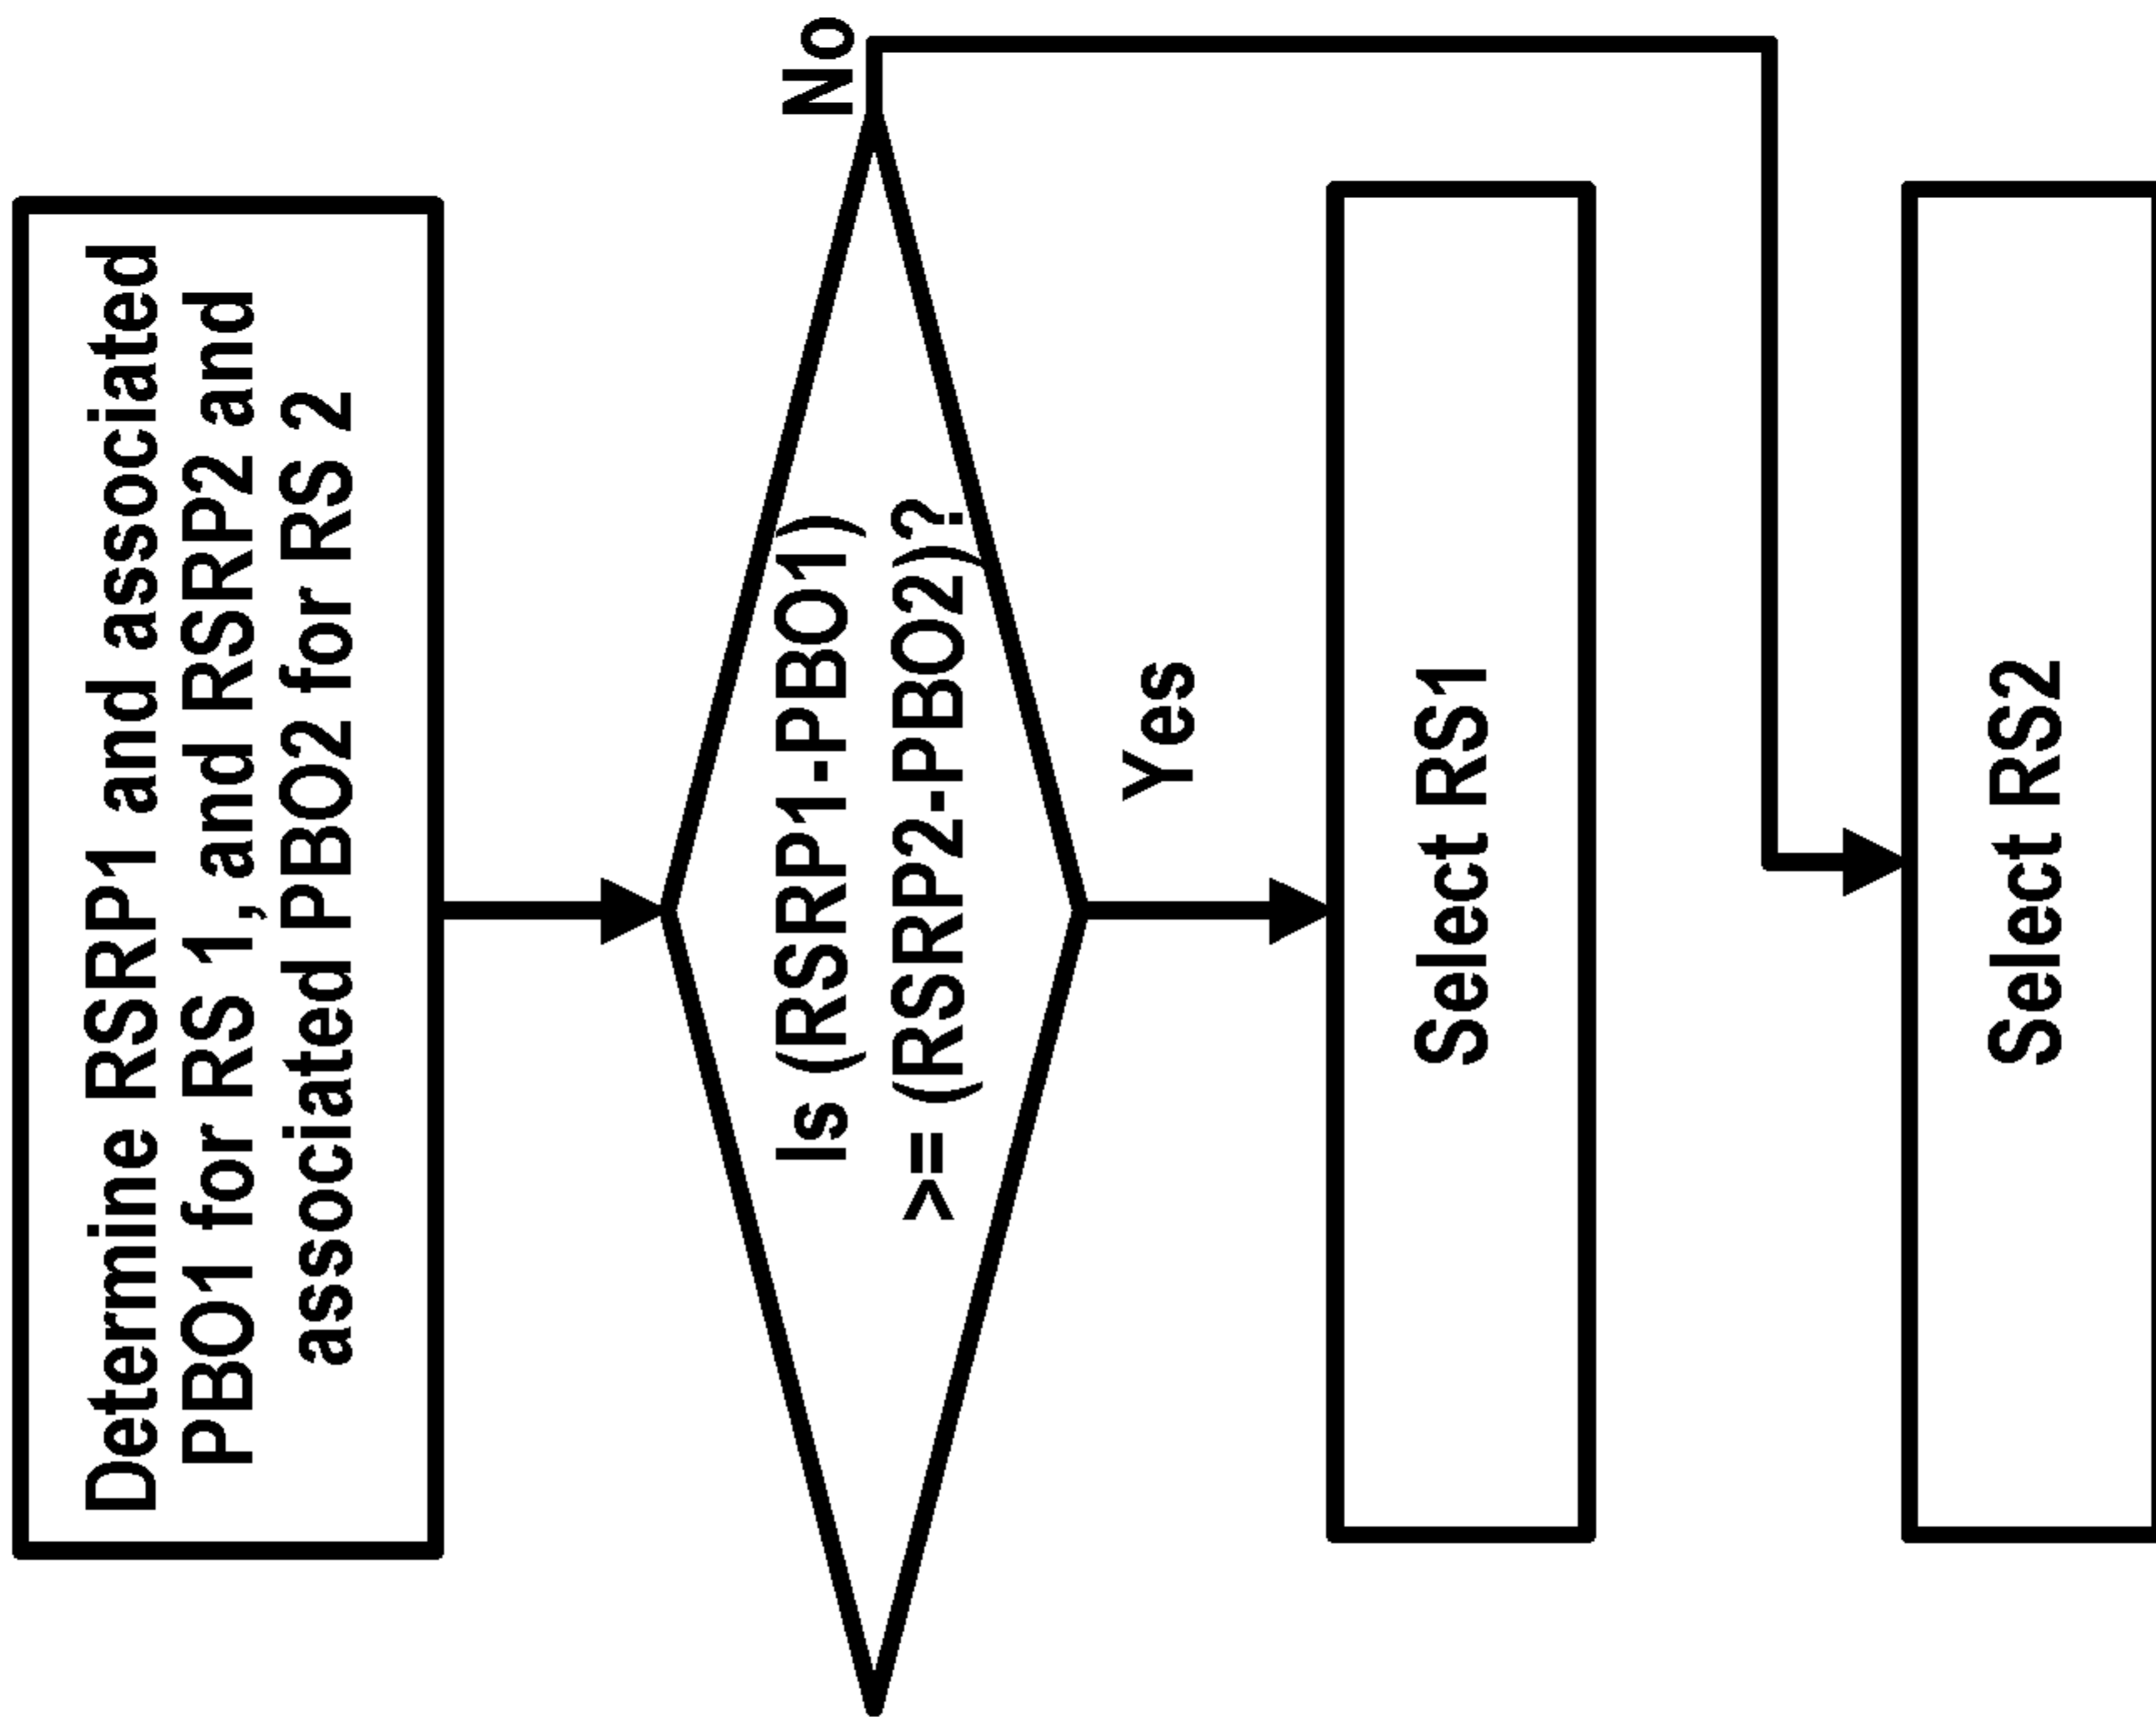 Determine RSRP1 and associated
PBO1 for RS 1, and RSRP2 and
associated PBO2 for RS 2
Is (RSRP1-PBO1)
>= (RSRP2-PBO2)?
No
Yes
Select RS1
Select RS2